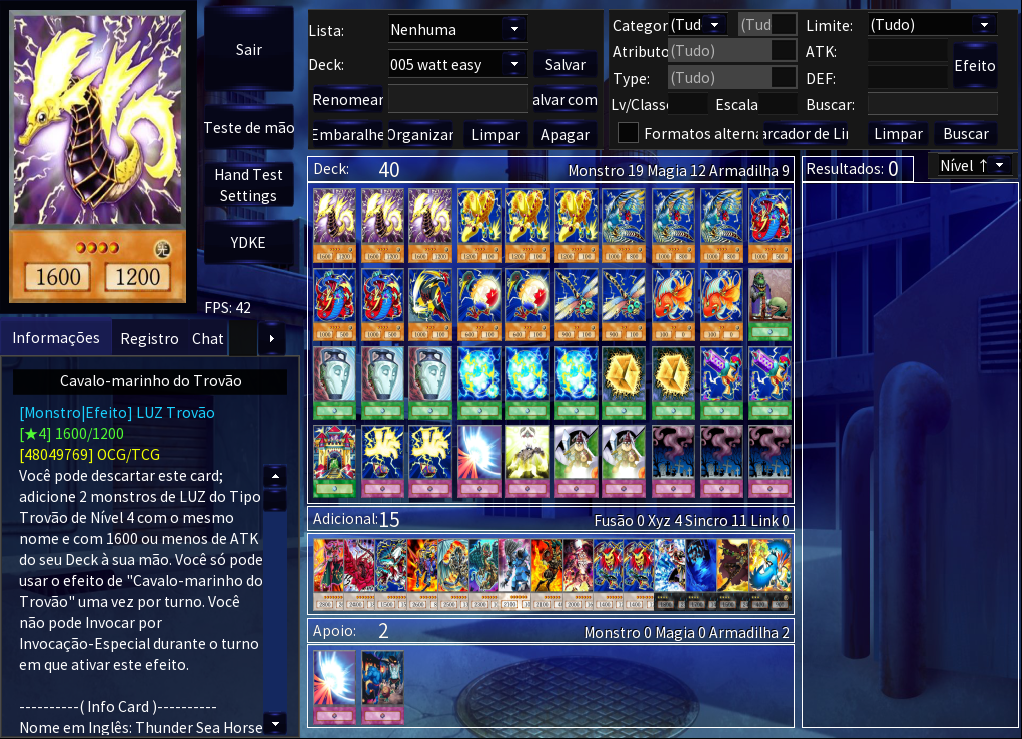 Sair
Teste de mão
Hand Test
Settings
YDKE
FPS: 42
1600 1200
Lista: Nenhuma
Deck: 005 watt easy Salvar
Renomear alvar com
Embaralhe Organizar Limpar Apagar
Categor (Tud (Tud Limite: (Tudo)
Atributo (Tudo) ATK:
Efeito
Type: (Tudo) DEF:
Lv/Classe Escala Buscar:
Formatos alterna arcador de Lin Limpar Buscar
Deck: 40 Monstro 19 Magia 12 Armadilha 9
Resultados: 0 Nível ↑
Adicional: 15 Fusão 0 Xyz 4 Sincro 11 Link 0
Apoio: 2 Monstro 0 Magia 0 Armadilha 2
Informações Registro Chat
Cavalo-marinho do Trovão
[Monstro|Efeito] LUZ Trovão
[★4] 1600/1200
[48049769] OCG/TCG
Você pode descartar este card;
adicione 2 monstros de LUZ do Tipo
Trovão de Nível 4 com o mesmo
nome e com 1600 ou menos de ATK
do seu Deck à sua mão. Você só pode
usar o efeito de "Cavalo-marinho do
Trovão" uma vez por turno. Você
não pode Invocar por
Invocação-Especial durante o turno
em que ativar este efeito.
----------( Info Card )----------
Nome em Inglês: Thunder Sea Horse